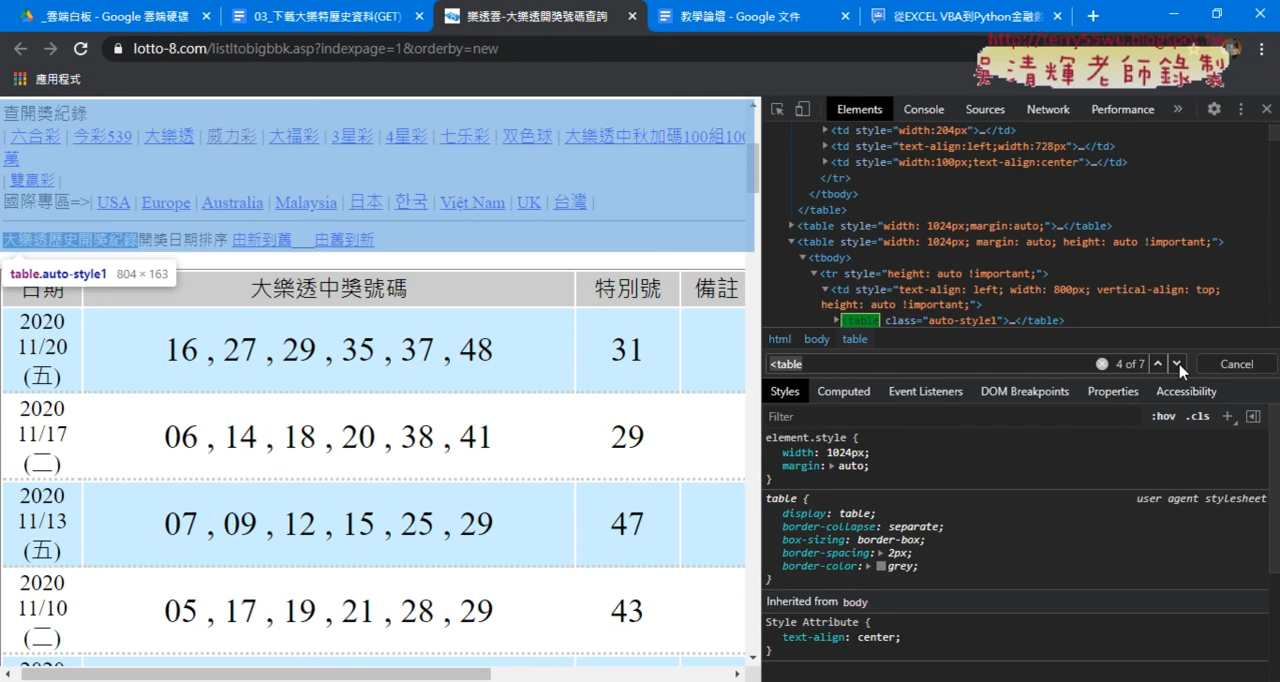 _雲端白板 - Google 雲端硬碟
03_下載大樂特歷史資料(GET)
樂透雲-大樂透開獎號碼查詢
教學論壇 - Google 文件
從EXCEL VBA到Python金融
lotto-8.com/listltobigbbk.asp?indexpage=1&orderby=new
http://terry55wu.blogspot.tw
吳清輝老師錄製
應用程式
查開獎紀錄
| 六合彩 | 今彩539 | 大樂透 | 威力彩 | 大福彩 | 3星彩 | 4星彩 | 七乐彩 | 双色球 | 大樂透中秋加碼100組100
萬
| 雙贏彩 |
國際專區=>| USA | Europe | Australia | Malaysia | 日本 | 한국 | Việt Nam | UK | 台灣 |
大樂透歷史開奖紀錄開獎日期排序 由新到舊 由舊到新
table.auto-style1 804 × 163
日期 大樂透中獎號碼 特別號 備註
2020
11/20
(五)
16 , 27 , 29 , 35 , 37 , 48
31
2020
11/17
(二)
06 , 14 , 18 , 20 , 38 , 41
29
2020
11/13
(五)
07 , 09 , 12 , 15 , 25 , 29
47
2020
11/10
(二)
05 , 17 , 19 , 21 , 28 , 29
43
2020
Elements Console Sources Network Performance »
<td style="width:204px">…</td>
<td style="text-align:left;width:728px">…</td>
<td style="width:100px;text-align:center">…</td>
</tr>
</tbody>
</table>
<table style="width: 1024px;margin:auto;">…</table>
<table style="width: 1024px; margin: auto; height: auto !important;">
<tbody>
<tr style="height: auto !important;">
<td style="text-align: left; width: 800px; vertical-align: top;
height: auto !important;">
<table class="auto-style1">…</table>
html body table
<table
4 of 7
Cancel
Styles Computed Event Listeners DOM Breakpoints Properties Accessibility
Filter
:hov .cls +
element.style {
width: 1024px;
margin: auto;
}
table {
user agent stylesheet
display: table;
border-collapse: separate;
box-sizing: border-box;
border-spacing: 2px;
border-color: grey;
}
Inherited from body
Style Attribute {
text-align: center;
}